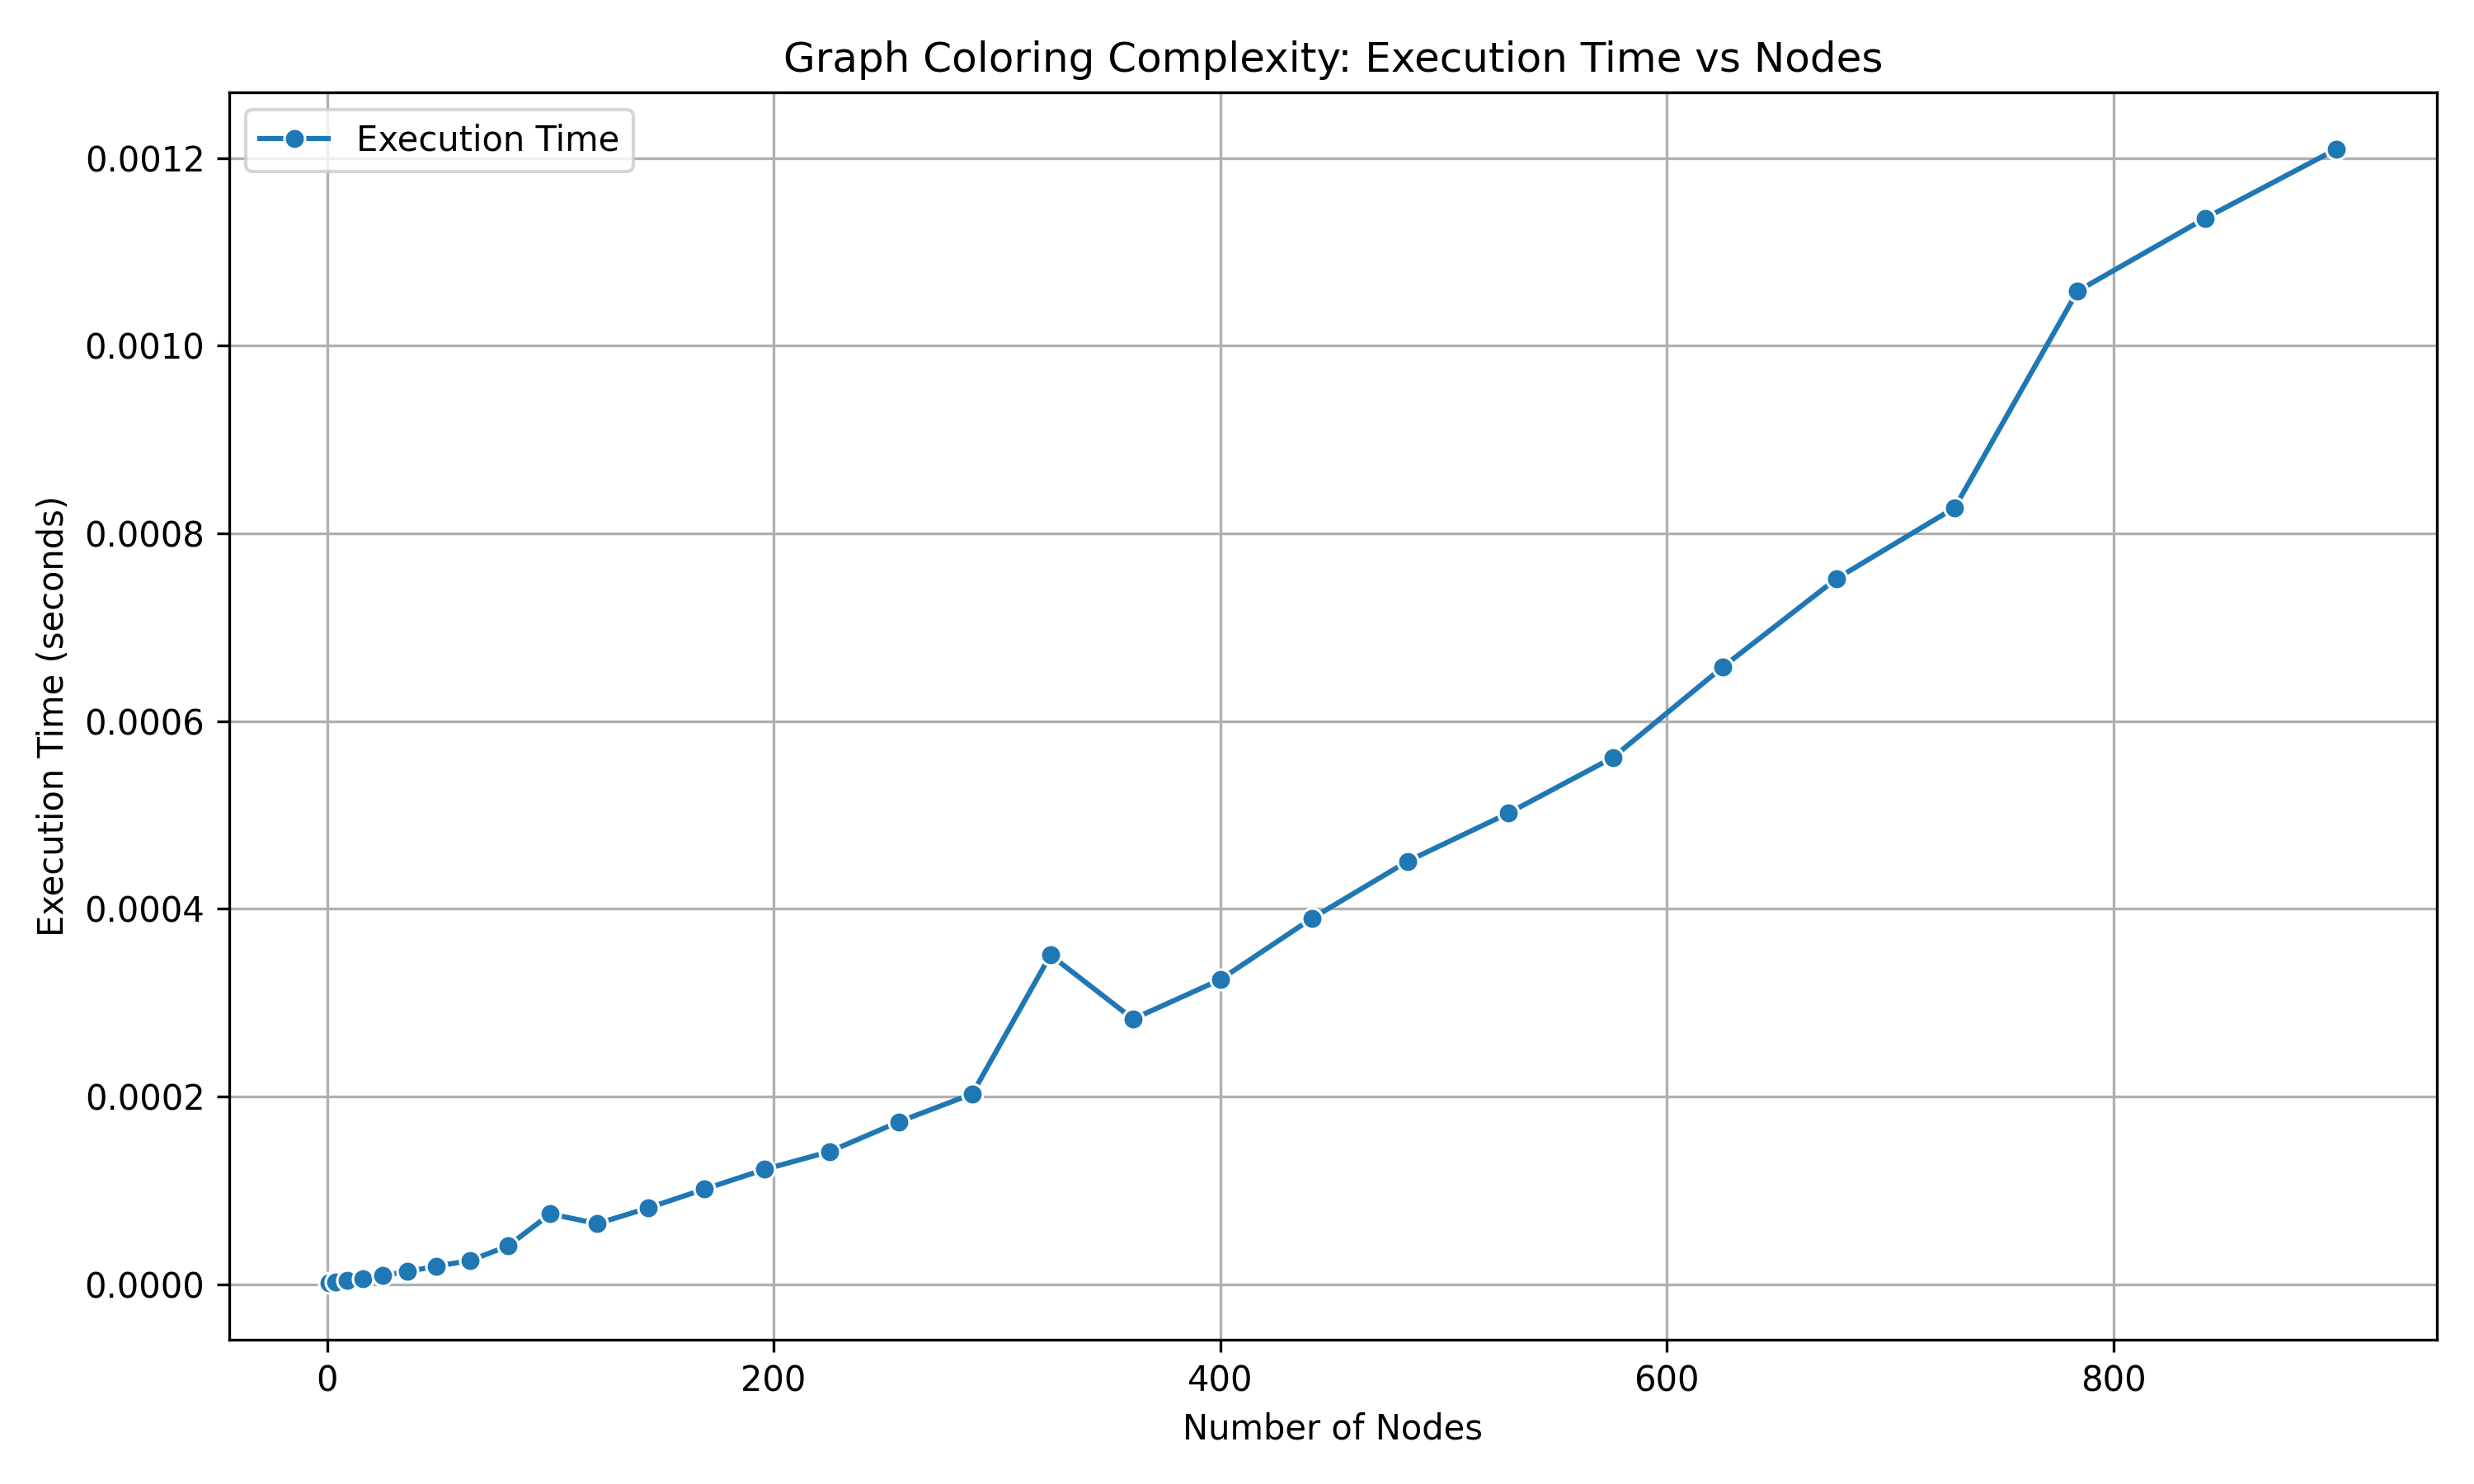 Graph Coloring Complexity: Execution Time vs Nodes
Execution Time
0.0012
0.0010
0.0008
0.0006
0.0004
0.0002
0.0000
Execution Time (seconds)
0 200 400 600 800
Number of Nodes